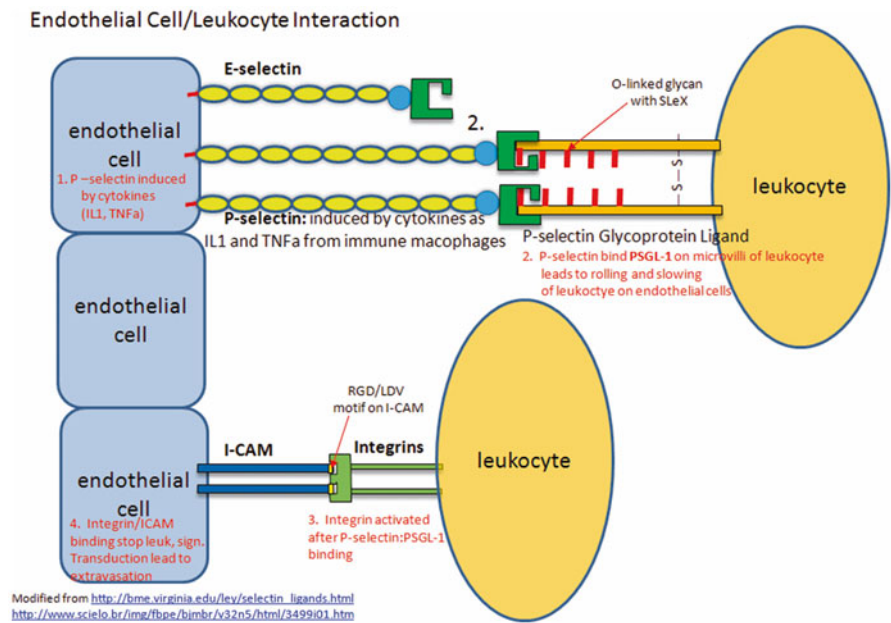 Endothelial Cell/Leukocyte Interaction
E-selectin
endothelial
cell
1. P –selectin induced
by cytokines
(IL1, TNFa)
2.
O-linked glycan
with SLeX
–S–S–
leukocyte
P-selectin: induced by cytokines as
IL1 and TNFa from immune macophages
P-selectin Glycoprotein Ligand
2. P-selectin bind PSGL-1 on microvilli of leukocyte
leads to rolling and slowing
of leukoctye on endothelial cells
endothelial
cell
RGD/LDV
motif on I-CAM
I-CAM
Integrins
leukocyte
endothelial
cell
4. Integrin/ICAM
binding stop leuk, sign.
Transduction lead to
extravasation
3. Integrin activated
after P-selectin:PSGL-1
binding
Modified from http://bme.virginia.edu/ley/selectin_ligands.html
http://www.scielo.br/img/fbpe/bjmbr/v32n5/html/3499i01.htm